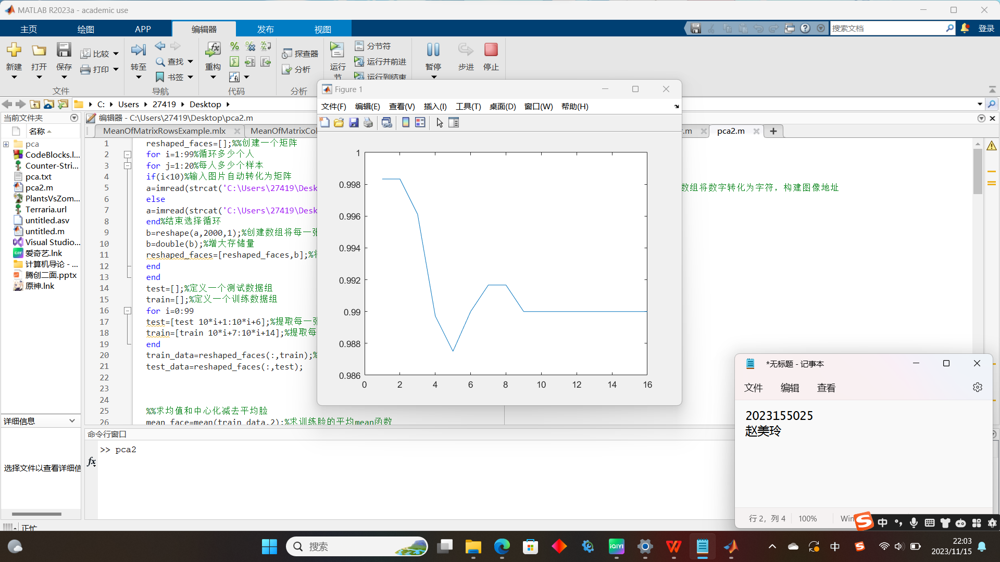 MATLAB R2023a - academic use
主页 绘图 APP 编辑器 发布 视图
搜索文档
登录
新建 打开 保存 比较 打印
转至 查找 书签
重构
探查器 分析
运行节 分节符 运行并前进 运行到结束
暂停 步进 停止
文件 导航 代码 分析
C: Users 27419 Desktop
当前文件夹
名称
pca
CodeBlocks.l...
Counter-Stri...
pca.txt
pca2.m
PlantsVsZom...
Terraria.url
untitled.asv
untitled.m
Visual Studio...
爱奇艺.lnk
计算机导论 - ...
腾创二面.pptx
原神.lnk
详细信息
选择文件以查看详细信
编辑器 - C:\Users\27419\Desktop\pca2.m
MeanOfMatrixRowsExample.mlx MeanOfMatrixCol .m pca2.m
1 reshaped_faces=[];%%创建一个矩阵
2 for i=1:99%循环多少个人
3 for j=1:20%每人多少个样本
4 if(i<10)%输入图片自动转化为矩阵
5 a=imread(strcat('C:\Users\27419\Desk 数组将数字转化为字符，构建图像地址
6 else
7 a=imread(strcat('C:\Users\27419\Desk
8 end%结束选择循环
9 b=reshape(a,2000,1);%创建数组将每一张
10 b=double(b);%增大存储量
11 reshaped_faces=[reshaped_faces,b];%将
12 end
13 end
14 test=[];%定义一个测试数据组
15 train=[];%定义一个训练数据组
16 for i=0:99
17 test=[test 10*i+1:10*i+6];%提取每一张
18 train=[train 10*i+7:10*i+14];%提取每
19 end
20 train_data=reshaped_faces(:,train);%
21 test_data=reshaped_faces(:,test);
22
23
24
25 %%求均值和中心化减去平均脸
26 mean_face=mean(train_data,2);%求训练脸的平均mean函数
Figure 1
文件(F) 编辑(E) 查看(V) 插入(I) 工具(T) 桌面(D) 窗口(W) 帮助(H)
1
0.998
0.996
0.994
0.992
0.99
0.988
0.986
0 2 4 6 8 10 12 14 16
命令行窗口
>> pca2
fx
正忙
*无标题 - 记事本
文件 编辑 查看
2023155025
赵美玲
行 2，列 4 100% Win
中
搜索
iQIYI
中
22:03
2023/11/15